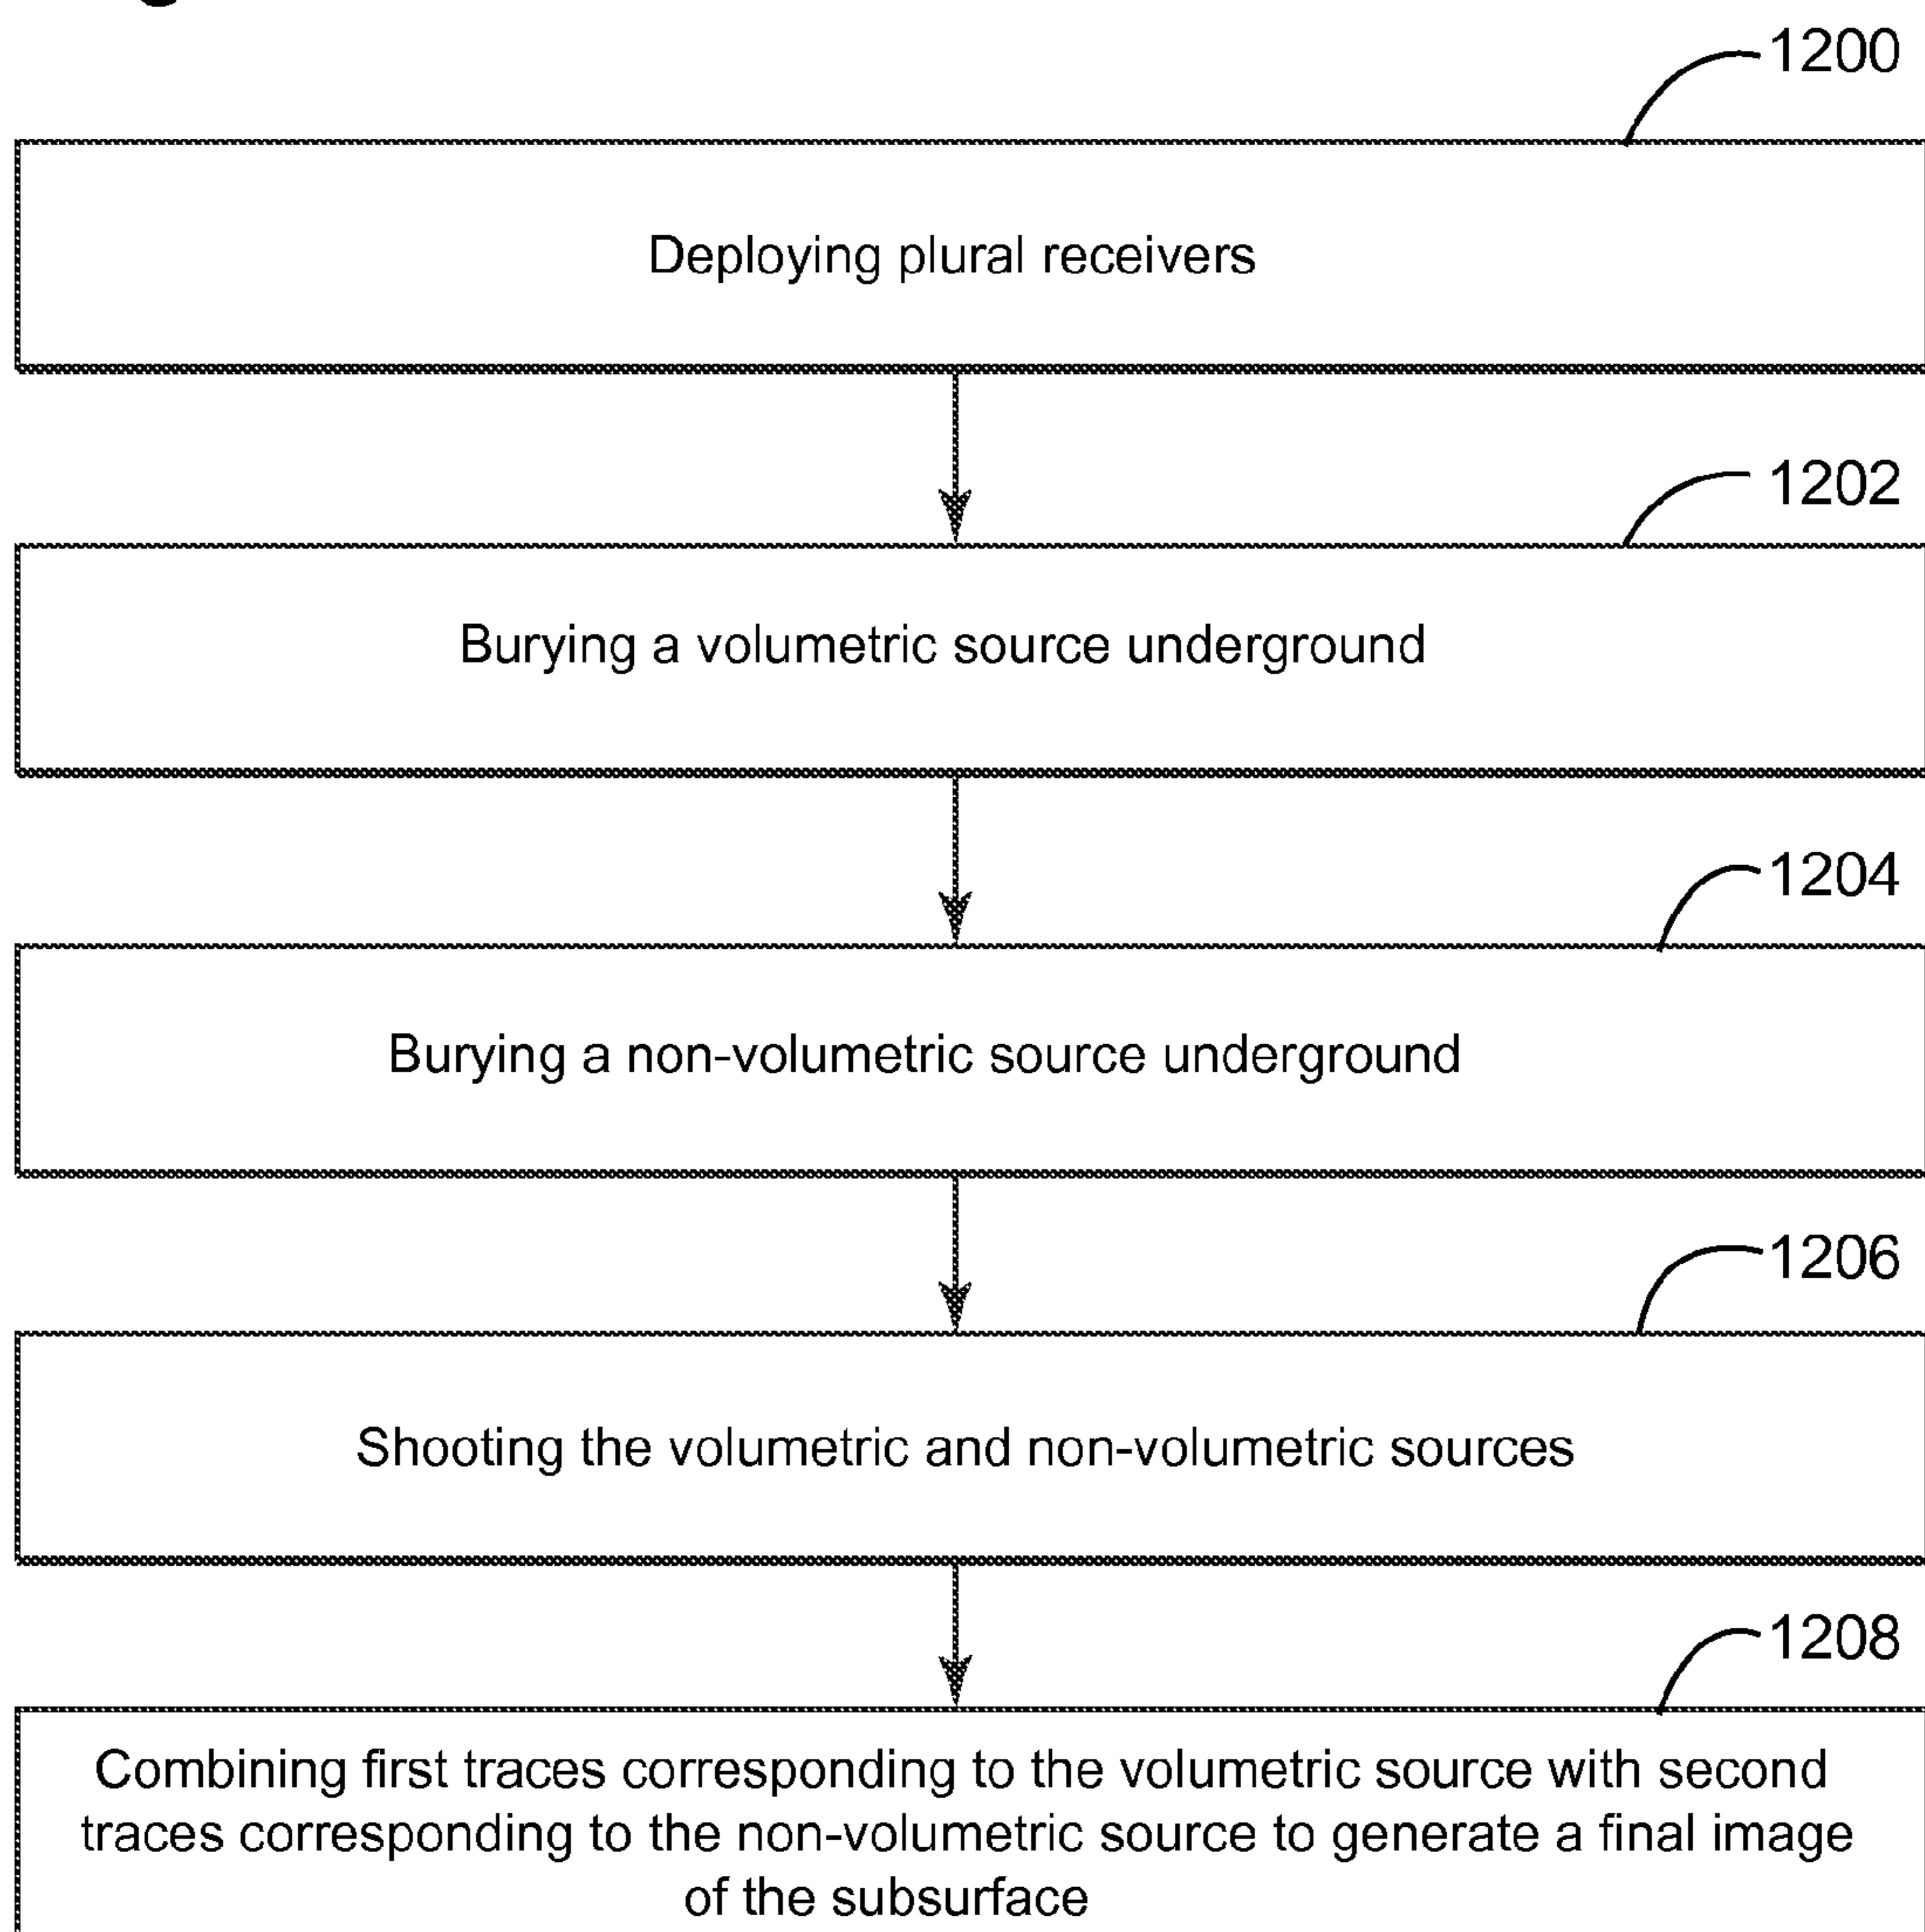 1200
Deploying plural receivers
1202
Burying a volumetric source underground
1204
Burying a non-volumetric source underground
1206
Shooting the volumetric and non-volumetric sources
1208
Combining first traces corresponding to the volumetric source with second
traces corresponding to the non-volumetric source to generate a final image
of the subsurface